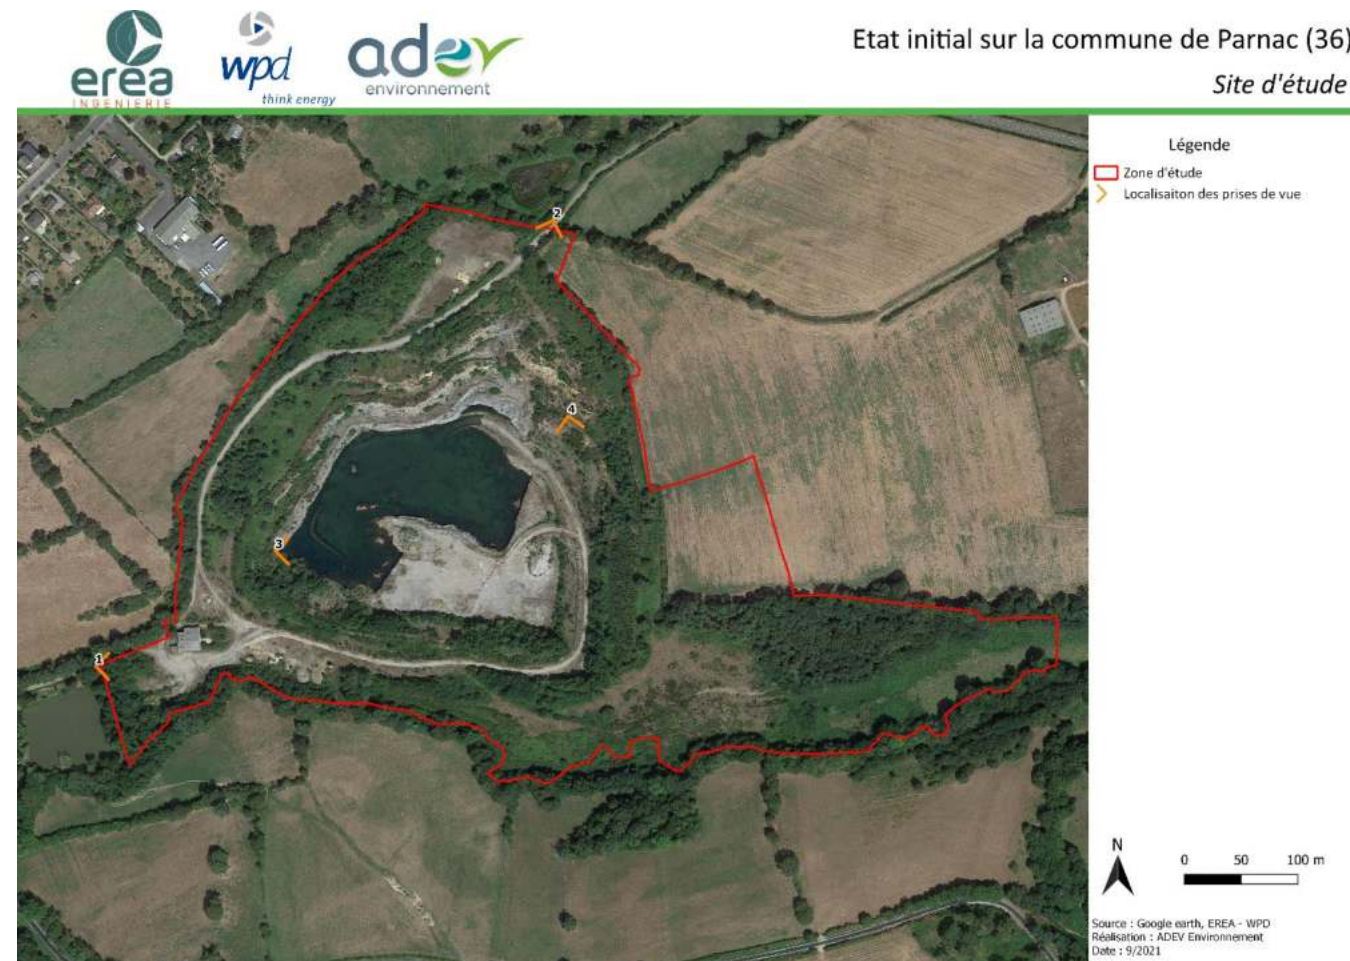 erea
INGENIERIE
wpd
think energy
adev
environnement
Etat initial sur la commune de Parnac (36)
Site d'étude
Légende
Zone d'étude
Localisaiton des prises de vue
2
4
3
1
N
0 50 100 m
Source : Google earth, EREA - WPD
Réalisation : ADEV Environnement
Date : 9/2021